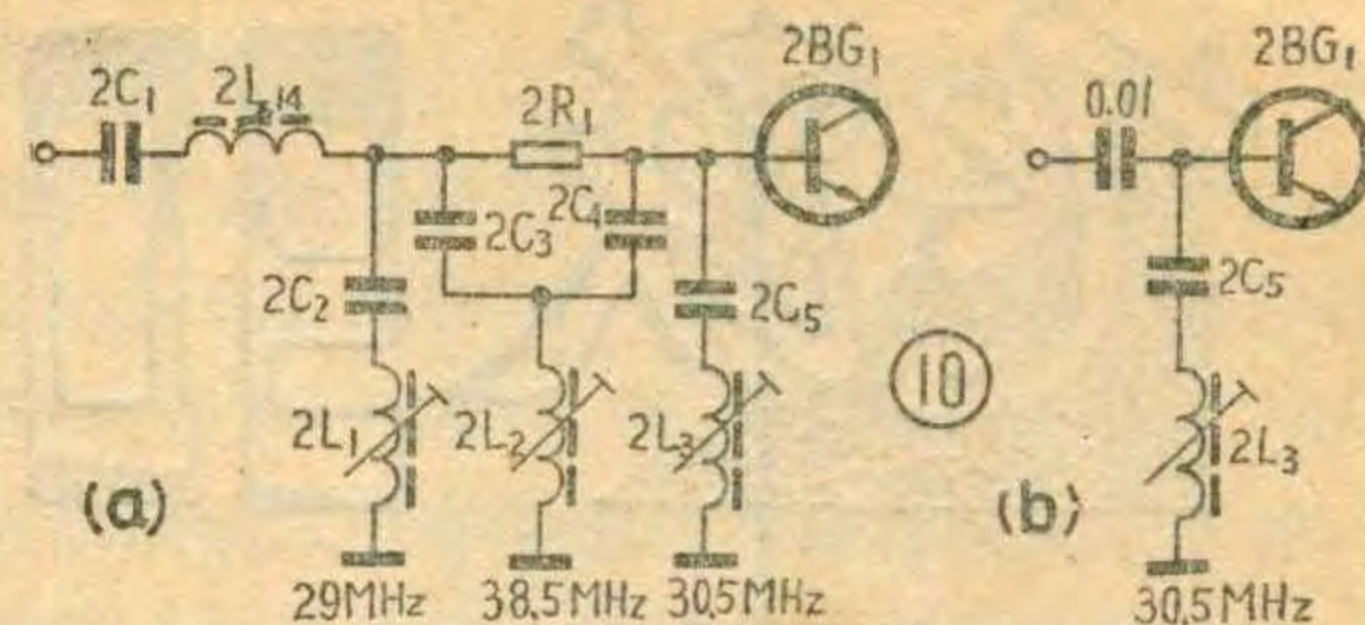 2C₁
2L₁₄
2R₁
2BG₁
2C₃
2C₄
2C₂
2C₅
2L₁
2L₂
2L₃
(a)
29MHz
38.5MHz
30.5MHz
10
2BG₁
0.01
2C₅
2L₃
(b)
30.5MHz